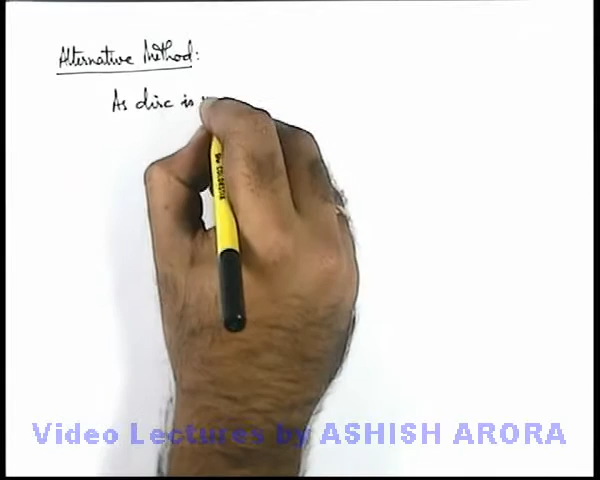 Alternative Method:
As disc is
Video Lectures by ASHISH ARORA